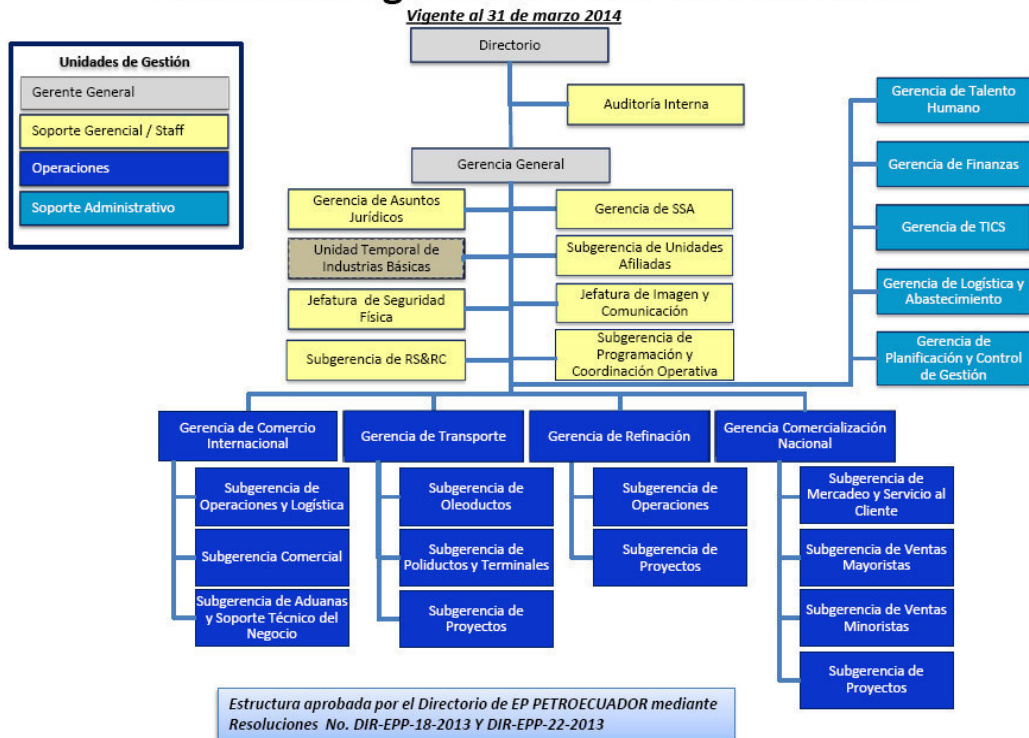 Vigente al 31 de marzo 2014
Directorio
Unidades de Gestión
Gerente General
Soporte Gerencial / Staff
Operaciones
Soporte Administrativo
Auditoría Interna
Gerencia General
Gerencia de Asuntos
Jurídicos
Gerencia de SSA
Unidad Temporal de
Industrias Básicas
Subgerencia de Unidades
Afiliadas
Jefatura de Seguridad
Física
Jefatura de Imagen y
Comunicación
Subgerencia de RS&RC
Subgerencia de
Programación y
Coordinación Operativa
Gerencia de Talento
Humano
Gerencia de Finanzas
Gerencia de TICS
Gerencia de Logística y
Abastecimiento
Gerencia de
Planificación y Control
de Gestión
Gerencia de Comercio
Internacional
Subgerencia de
Operaciones y Logística
Subgerencia Comercial
Subgerencia de Aduanas
y Soporte Técnico del
Negocio
Gerencia de Transporte
Subgerencia de
Oleoductos
Subgerencia de
Poliductos y Terminales
Subgerencia de
Proyectos
Gerencia de Refinación
Subgerencia de
Operaciones
Subgerencia de
Proyectos
Gerencia Comercialización
Nacional
Subgerencia de
Mercadeo y Servicio al
Cliente
Subgerencia de Ventas
Mayoristas
Subgerencia de Ventas
Minoristas
Subgerencia de
Proyectos
Estructura aprobada por el Directorio de EP PETROECUADOR mediante
Resoluciones No. DIR-EPP-18-2013 Y DIR-EPP-22-2013